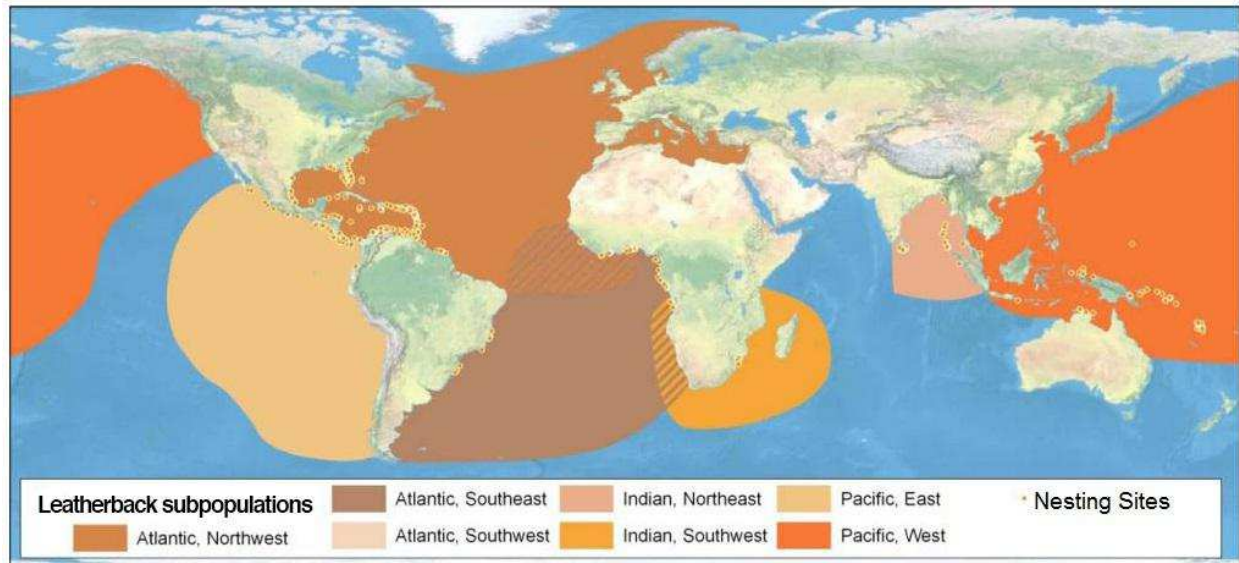 Leatherback subpopulations
Atlantic, Northwest
Atlantic, Southeast
Atlantic, Southwest
Indian, Northeast
Indian, Southwest
Pacific, East
Pacific, West
Nesting Sites